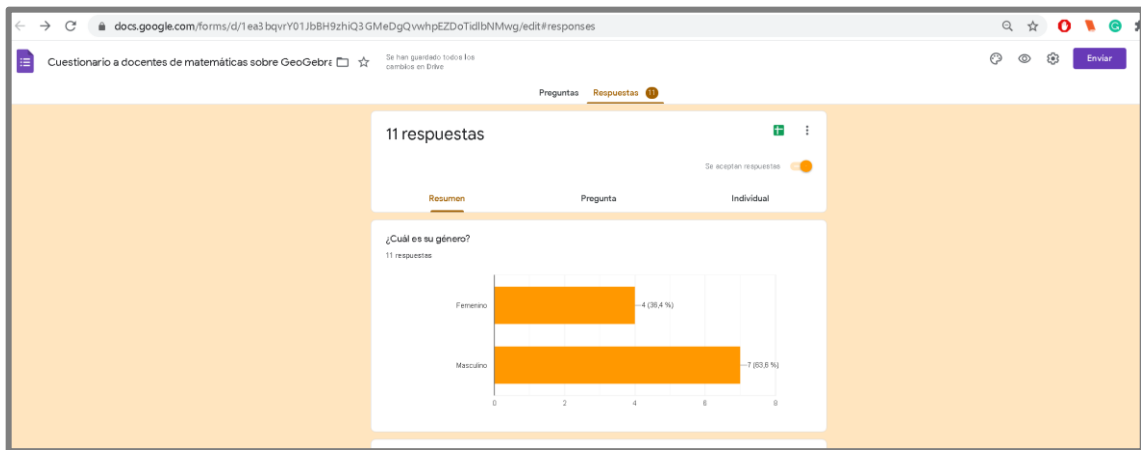 docs.google.com/forms/d/1ea3bqvrY01JbBH9zhiQ3GMeDgQvwhpEZDoTidlbNMwg/edit#responses
Cuestionario a docentes de matemáticas sobre GeoGebra
Se han guardado todos los
cambios en Drive
Enviar
Preguntas Respuestas 11
11 respuestas
Se aceptan respuestas
Resumen Pregunta Individual
¿Cuál es su género?
11 respuestas
Femenino 4 (36,4 %)
Masculino 7 (63,6 %)
0 2 4 6 8